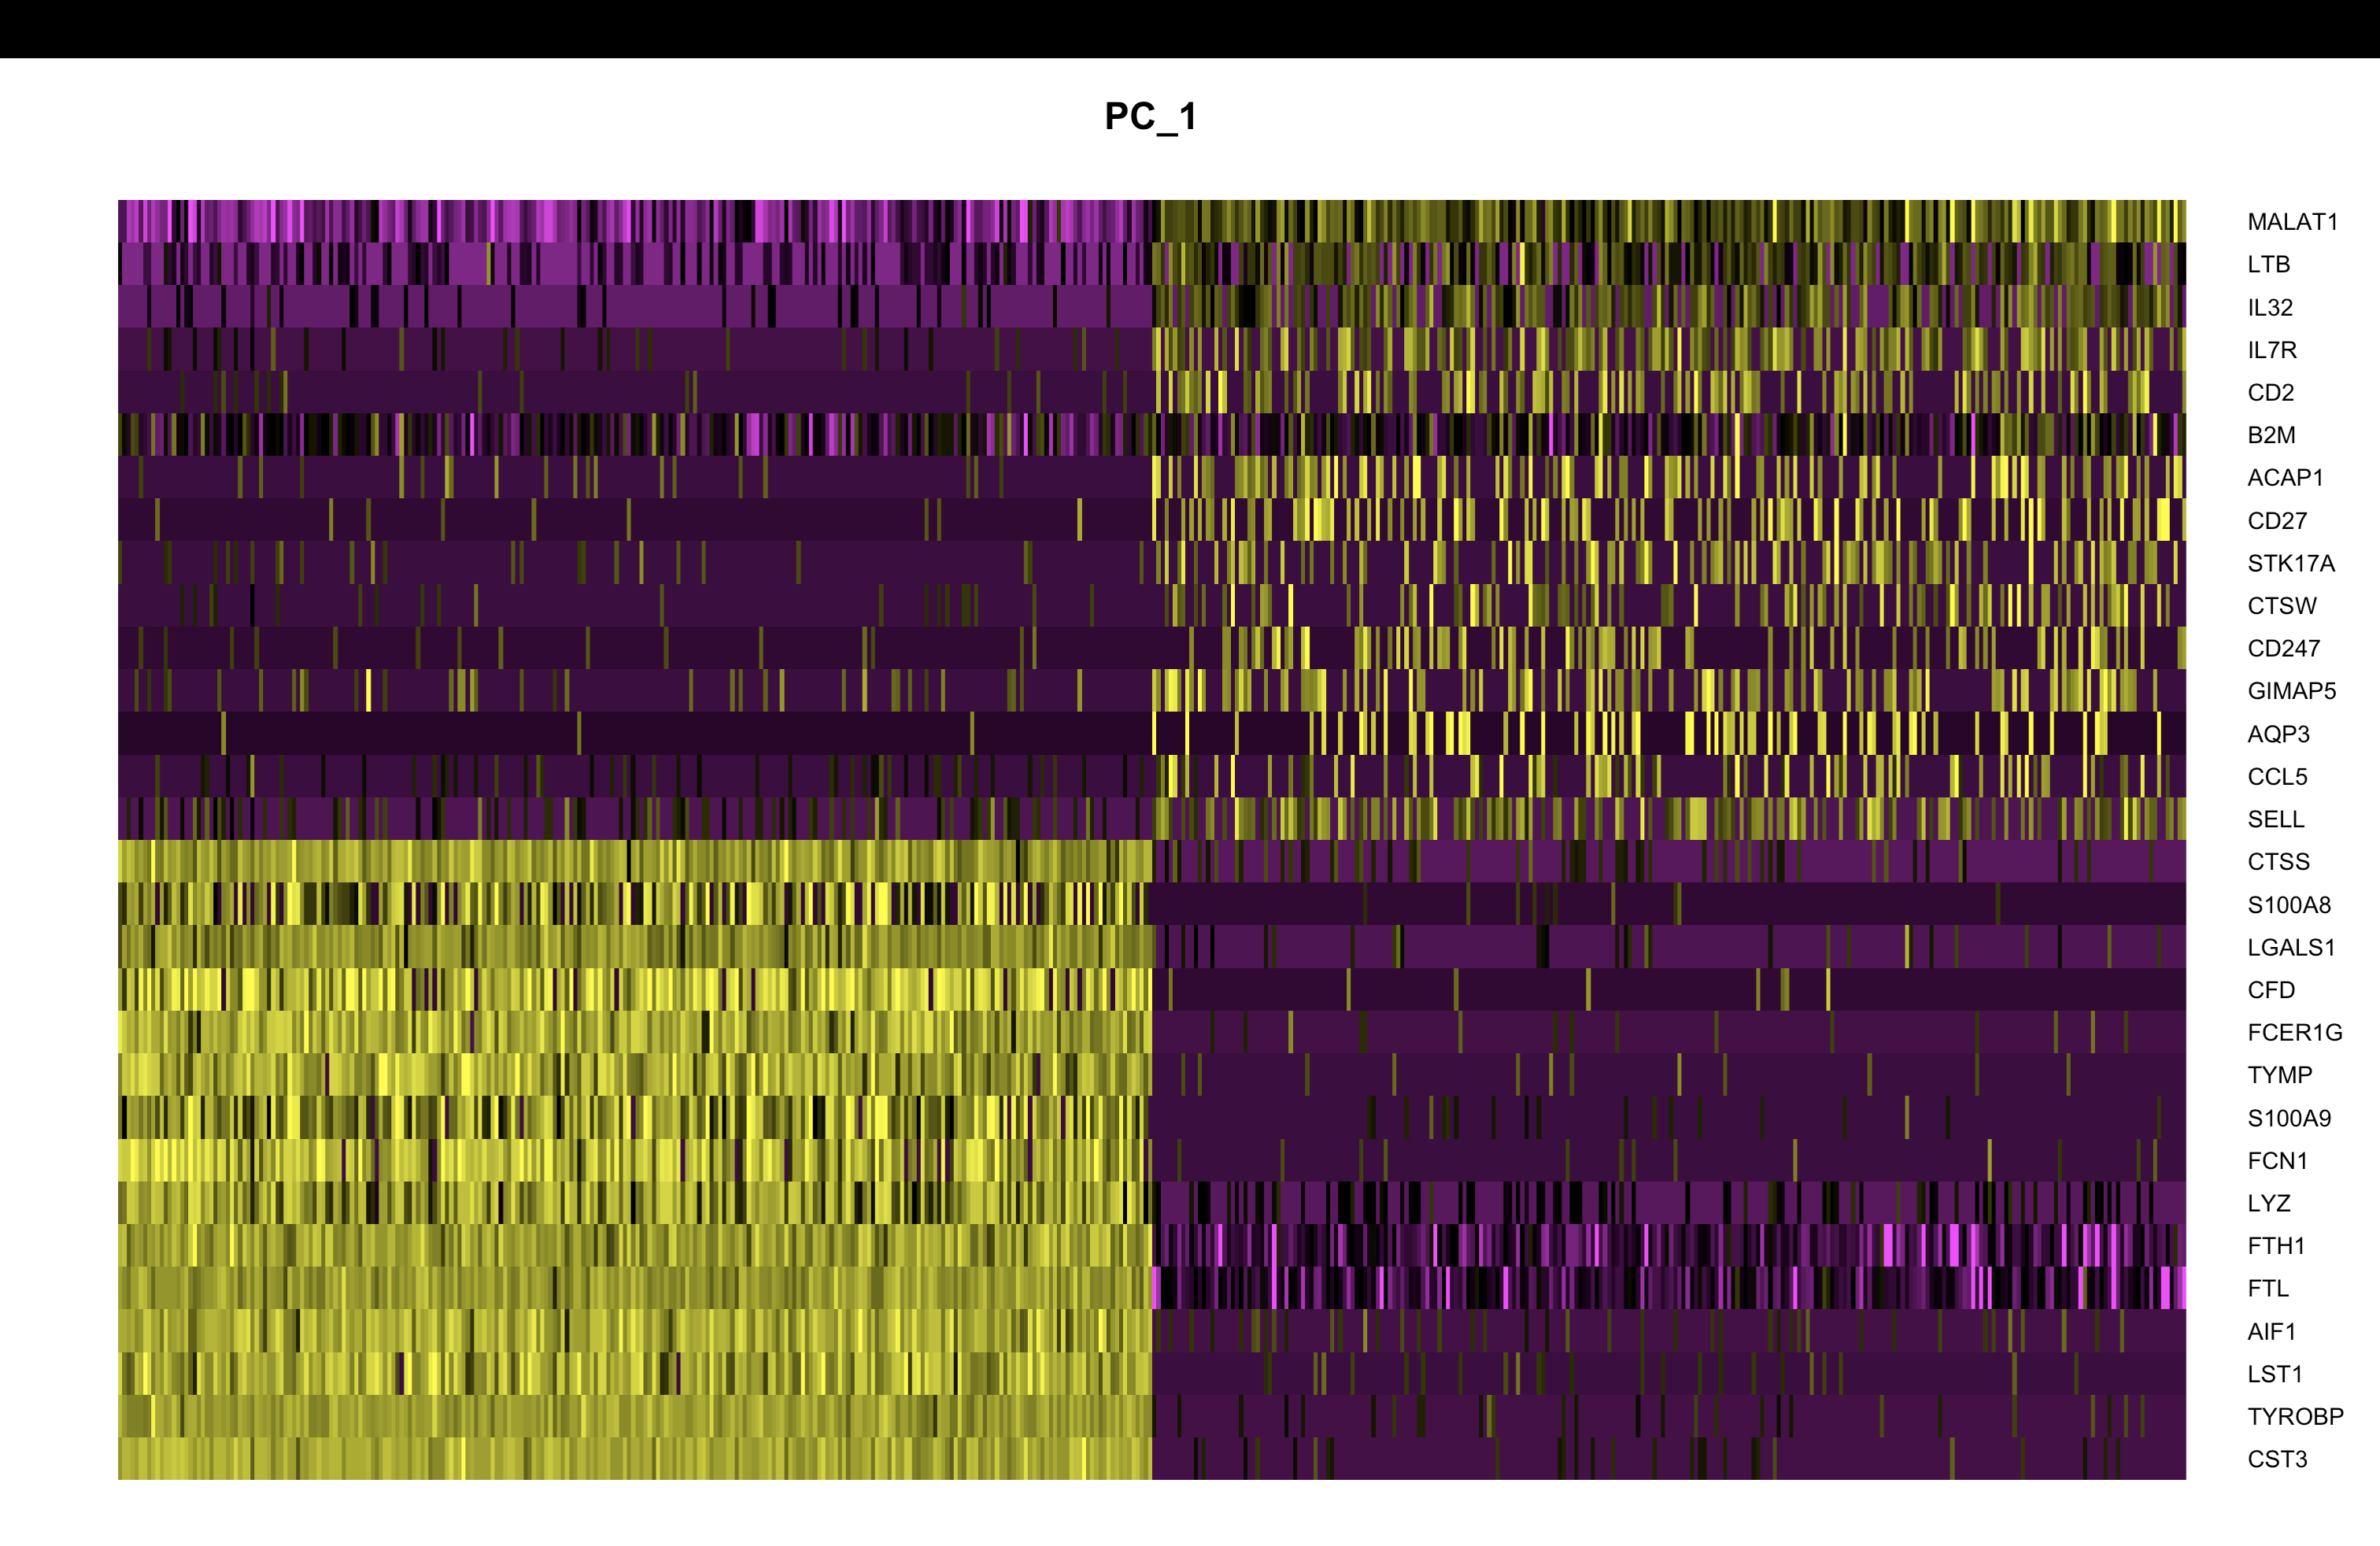 PC_1
MALAT1
LTB
IL32
IL7R
CD2
B2M
ACAP1
CD27
STK17A
CTSW
CD247
GIMAP5
AQP3
CCL5
SELL
CTSS
S100A8
LGALS1
CFD
FCER1G
TYMP
S100A9
FCN1
LYZ
FTH1
FTL
AIF1
LST1
TYROBP
CST3